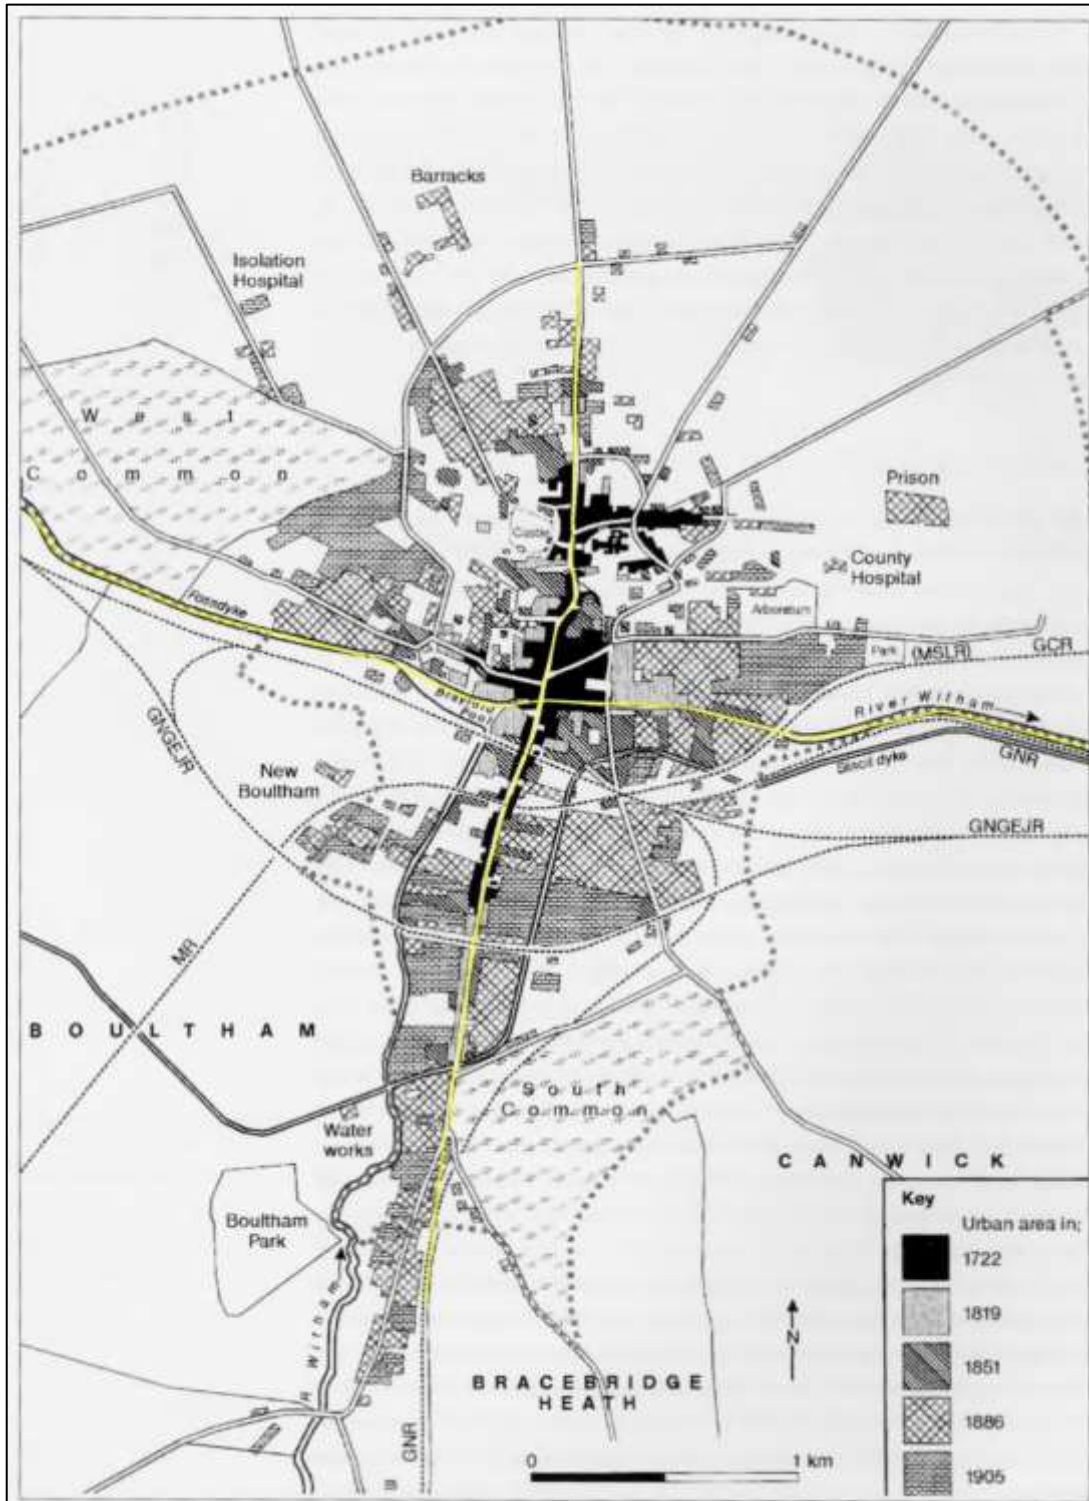 Barracks
Isolation
Hospital
West
Common
Castle
Prison
County
Hospital
Arboretum
Fossdyke
Park
(MSLR)
GCR
Brayford
Pool
River Witham
Sincil dyke
GNR
GNGEJR
GNGEJR
New
Boultham
MR
BOULTHAM
South
Common
Water
works
CANWICK
Boultham
Park
R Witham
BRACEBRIDGE
HEATH
GNR
N
0 1 km
Key
Urban area in;
1722
1819
1851
1886
1905